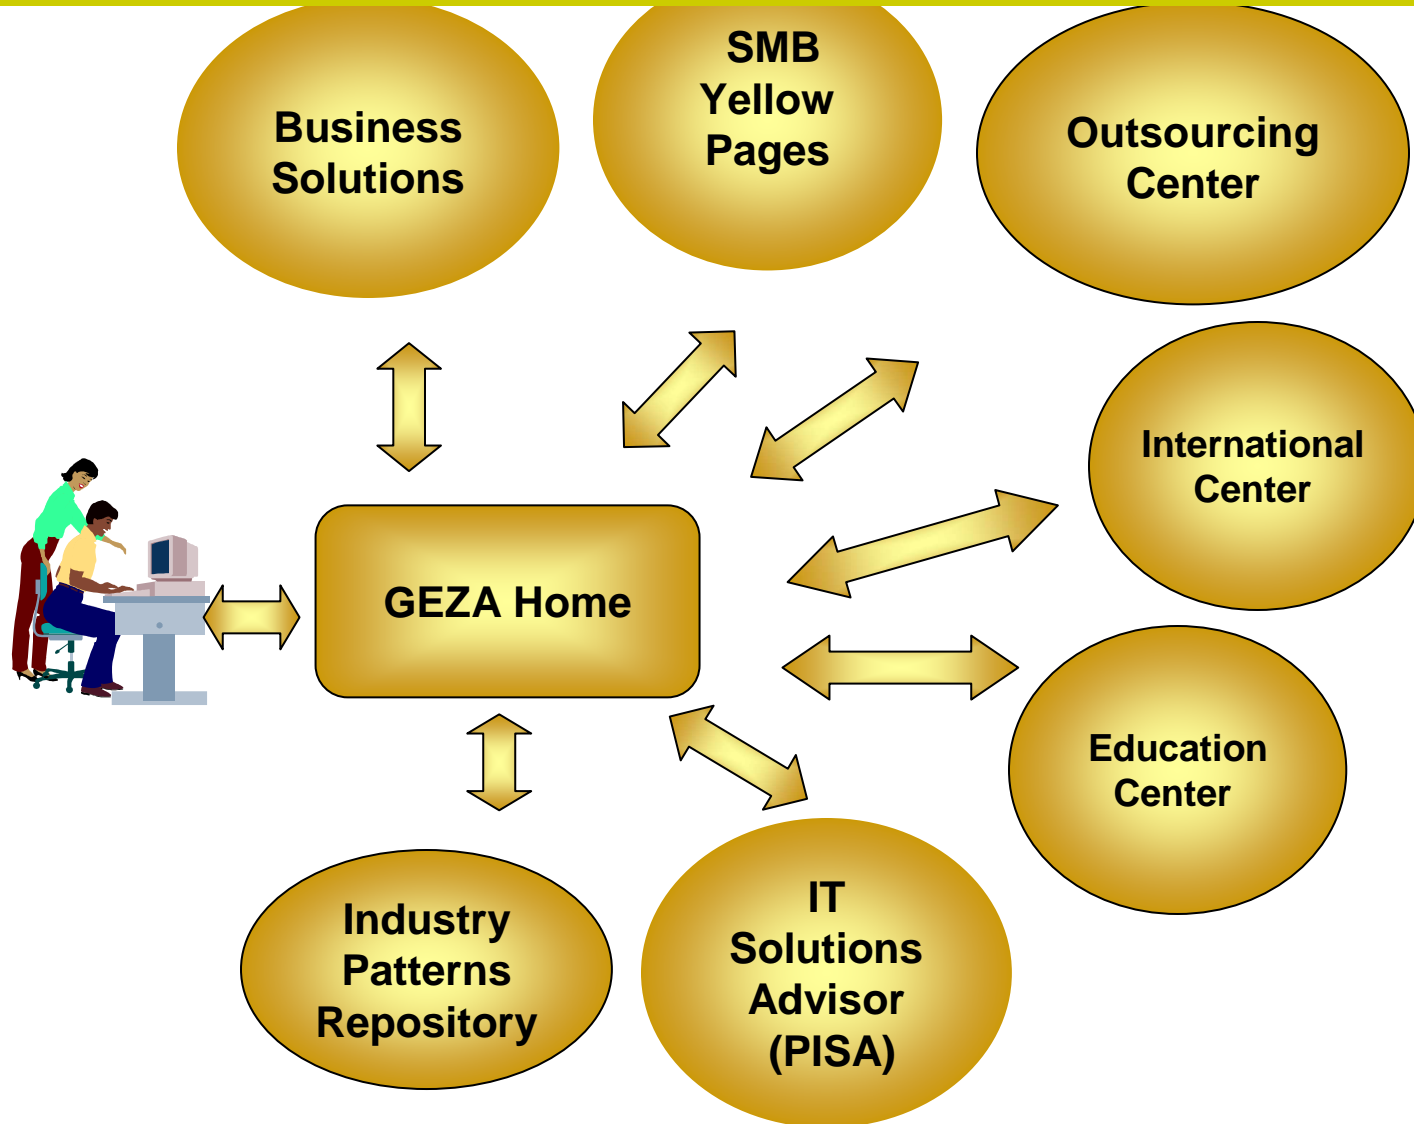 Business
Solutions
SMB
Yellow
Pages
Outsourcing
Center
International
Center
GEZA Home
Education
Center
Industry
Patterns
Repository
IT
Solutions
Advisor
(PISA)